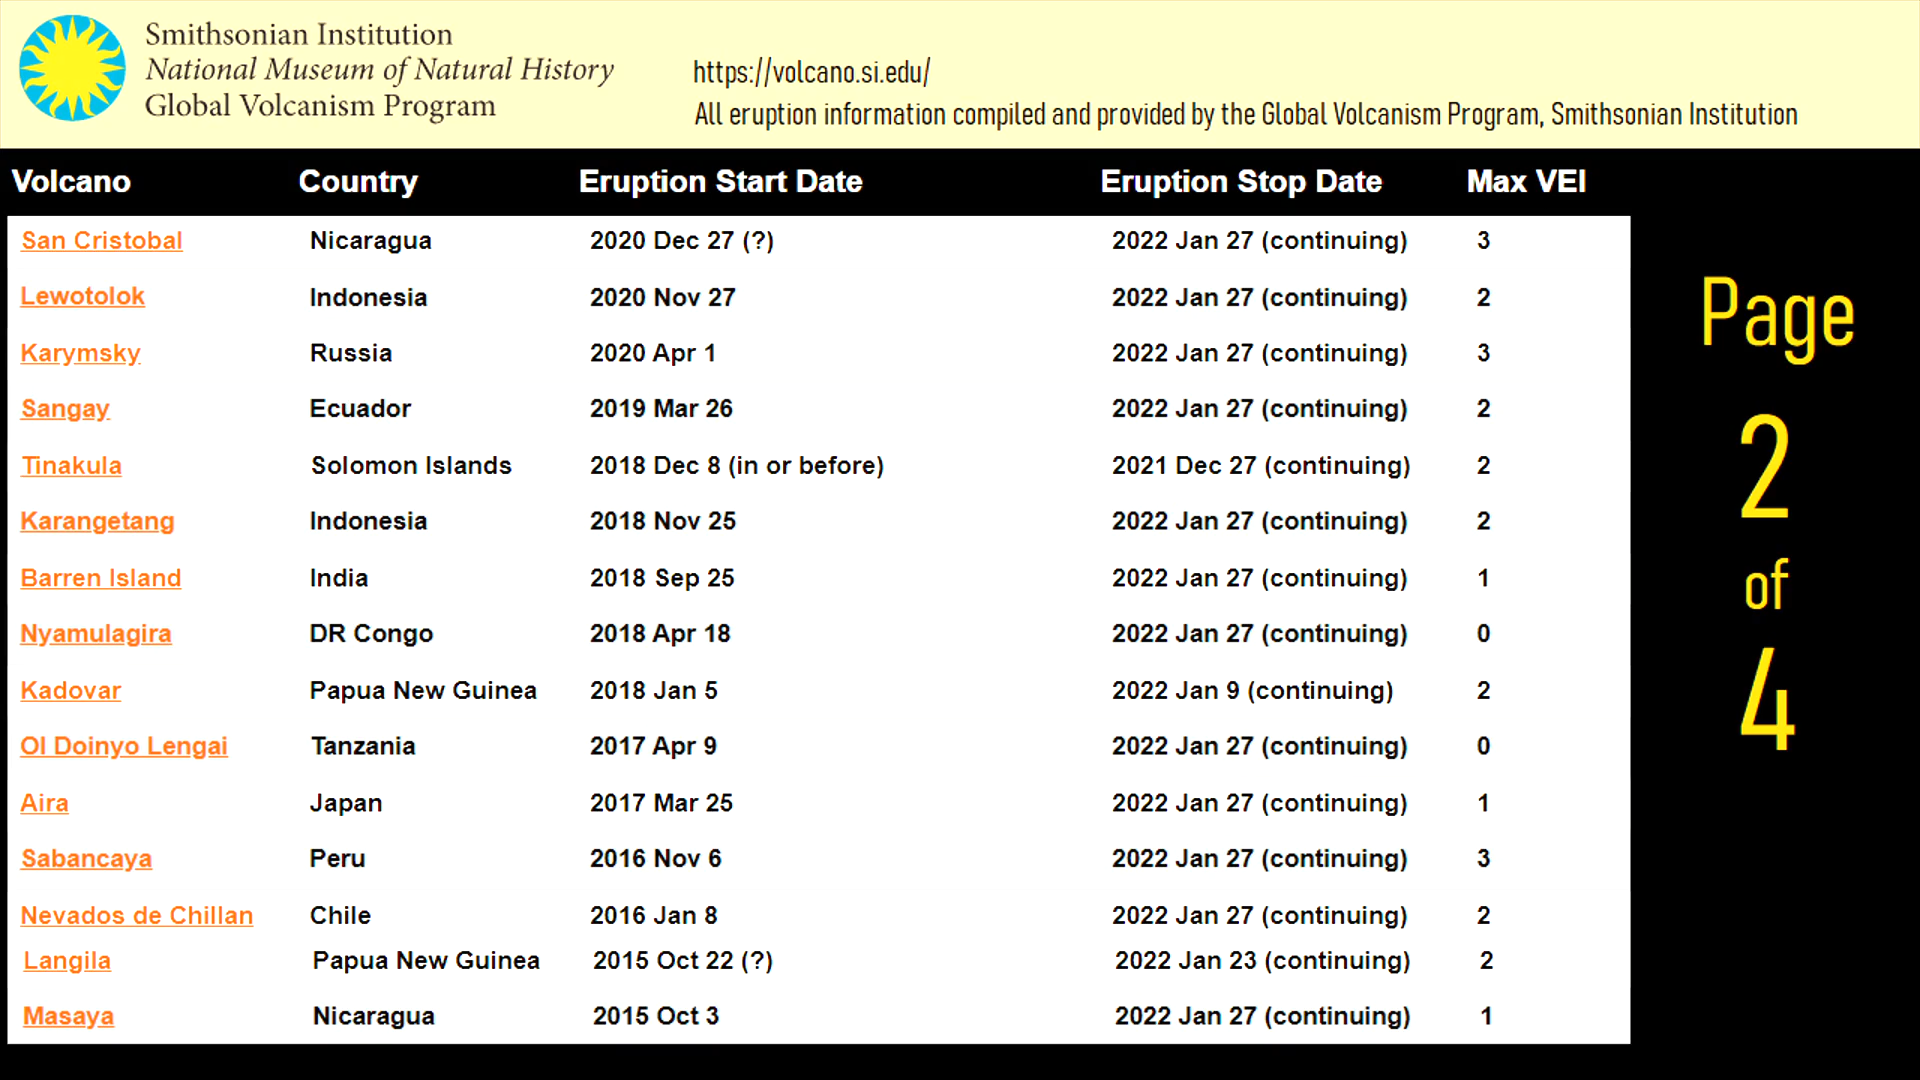 Smithsonian Institution
National Museum of Natural History
Global Volcanism Program
https://volcano.si.edu/
All eruption information compiled and provided by the Global Volcanism Program, Smithsonian Institution
Volcano Country Eruption Start Date Eruption Stop Date Max VEI
San Cristobal Nicaragua 2020 Dec 27 (?) 2022 Jan 27 (continuing) 3
Lewotolok Indonesia 2020 Nov 27 2022 Jan 27 (continuing) 2
Karymsky Russia 2020 Apr 1 2022 Jan 27 (continuing) 3
Sangay Ecuador 2019 Mar 26 2022 Jan 27 (continuing) 2
Tinakula Solomon Islands 2018 Dec 8 (in or before) 2021 Dec 27 (continuing) 2
Karangetang Indonesia 2018 Nov 25 2022 Jan 27 (continuing) 2
Barren Island India 2018 Sep 25 2022 Jan 27 (continuing) 1
Nyamulagira DR Congo 2018 Apr 18 2022 Jan 27 (continuing) 0
Kadovar Papua New Guinea 2018 Jan 5 2022 Jan 9 (continuing) 2
Ol Doinyo Lengai Tanzania 2017 Apr 9 2022 Jan 27 (continuing) 0
Aira Japan 2017 Mar 25 2022 Jan 27 (continuing) 1
Sabancaya Peru 2016 Nov 6 2022 Jan 27 (continuing) 3
Nevados de Chillan Chile 2016 Jan 8 2022 Jan 27 (continuing) 2
Langila Papua New Guinea 2015 Oct 22 (?) 2022 Jan 23 (continuing) 2
Masaya Nicaragua 2015 Oct 3 2022 Jan 27 (continuing) 1
Page
2
of
4